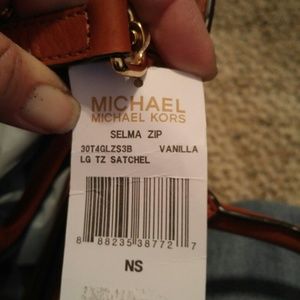 MICHAEL
MICHAEL KORS
SELMA ZIP
30T4GLZS3B VANILLA
LG TZ SATCHEL
8 88235 38772 7
NS